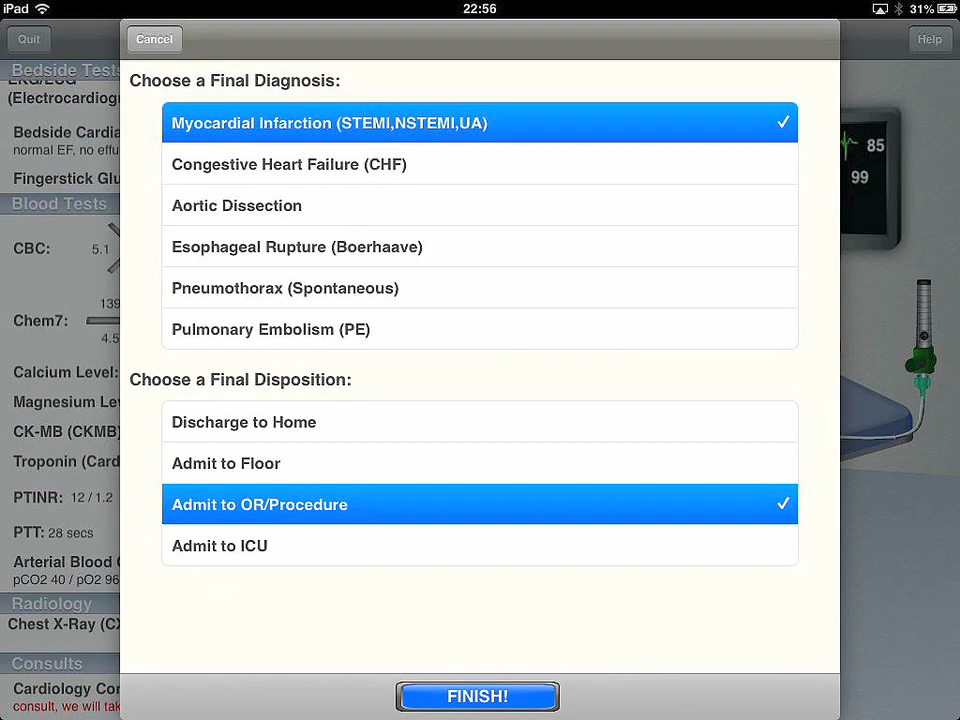 iPad
22:56
31%
Quit
Cancel
Help
Bedside Tests
EKG/ECG
(Electrocardiogr
Bedside Cardia
normal EF, no effu
Fingerstick Glu
Blood Tests
CBC:
5.1
139
Chem7:
4.5
Calcium Level:
Magnesium Lev
CK-MB (CKMB)
Troponin (Card
PTINR: 12 / 1.2
PTT: 28 secs
Arterial Blood G
pCO2 40 / pO2 96
Radiology
Chest X-Ray (CX
Consults
Cardiology Con
consult, we will tak
Choose a Final Diagnosis:
Myocardial Infarction (STEMI,NSTEMI,UA)
Congestive Heart Failure (CHF)
Aortic Dissection
Esophageal Rupture (Boerhaave)
Pneumothorax (Spontaneous)
Pulmonary Embolism (PE)
Choose a Final Disposition:
Discharge to Home
Admit to Floor
Admit to OR/Procedure
Admit to ICU
FINISH!
85
99